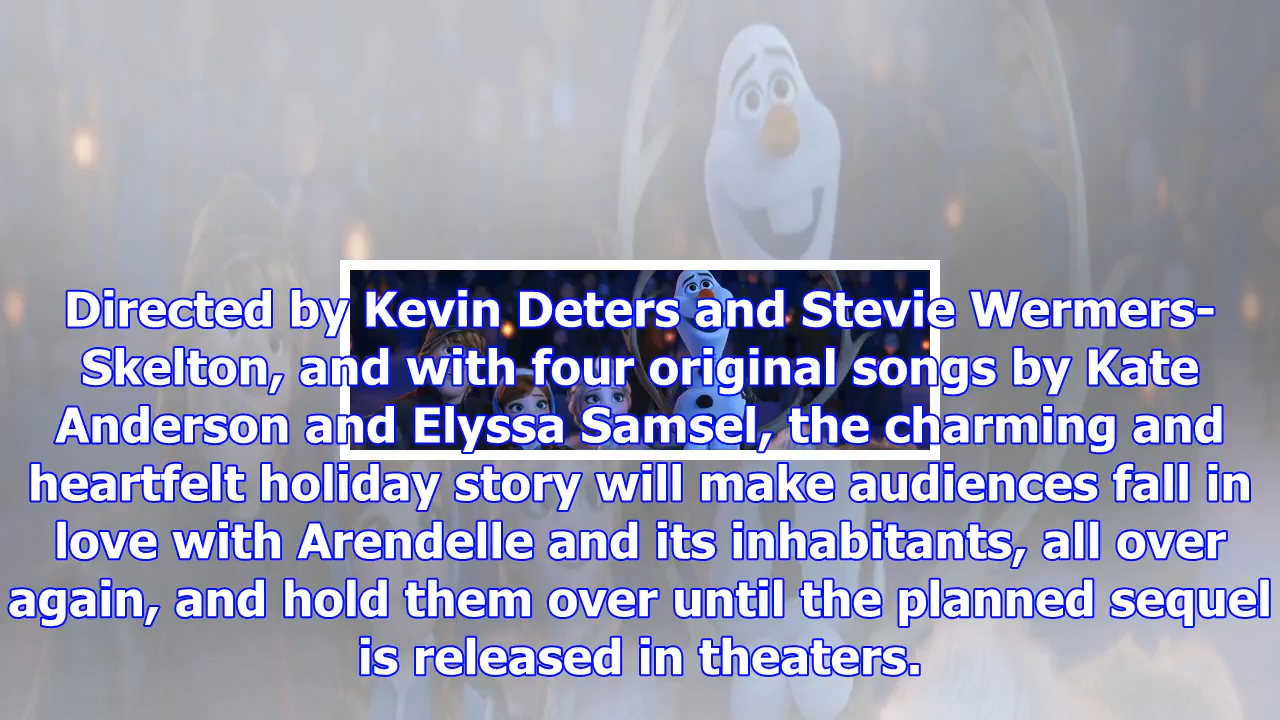 Directed by Kevin Deters and Stevie Wermers-
Skelton, and with four original songs by Kate
Anderson and Elyssa Samsel, the charming and
heartfelt holiday story will make audiences fall in
love with Arendelle and its inhabitants, all over
again, and hold them over until the planned sequel
is released in theaters.